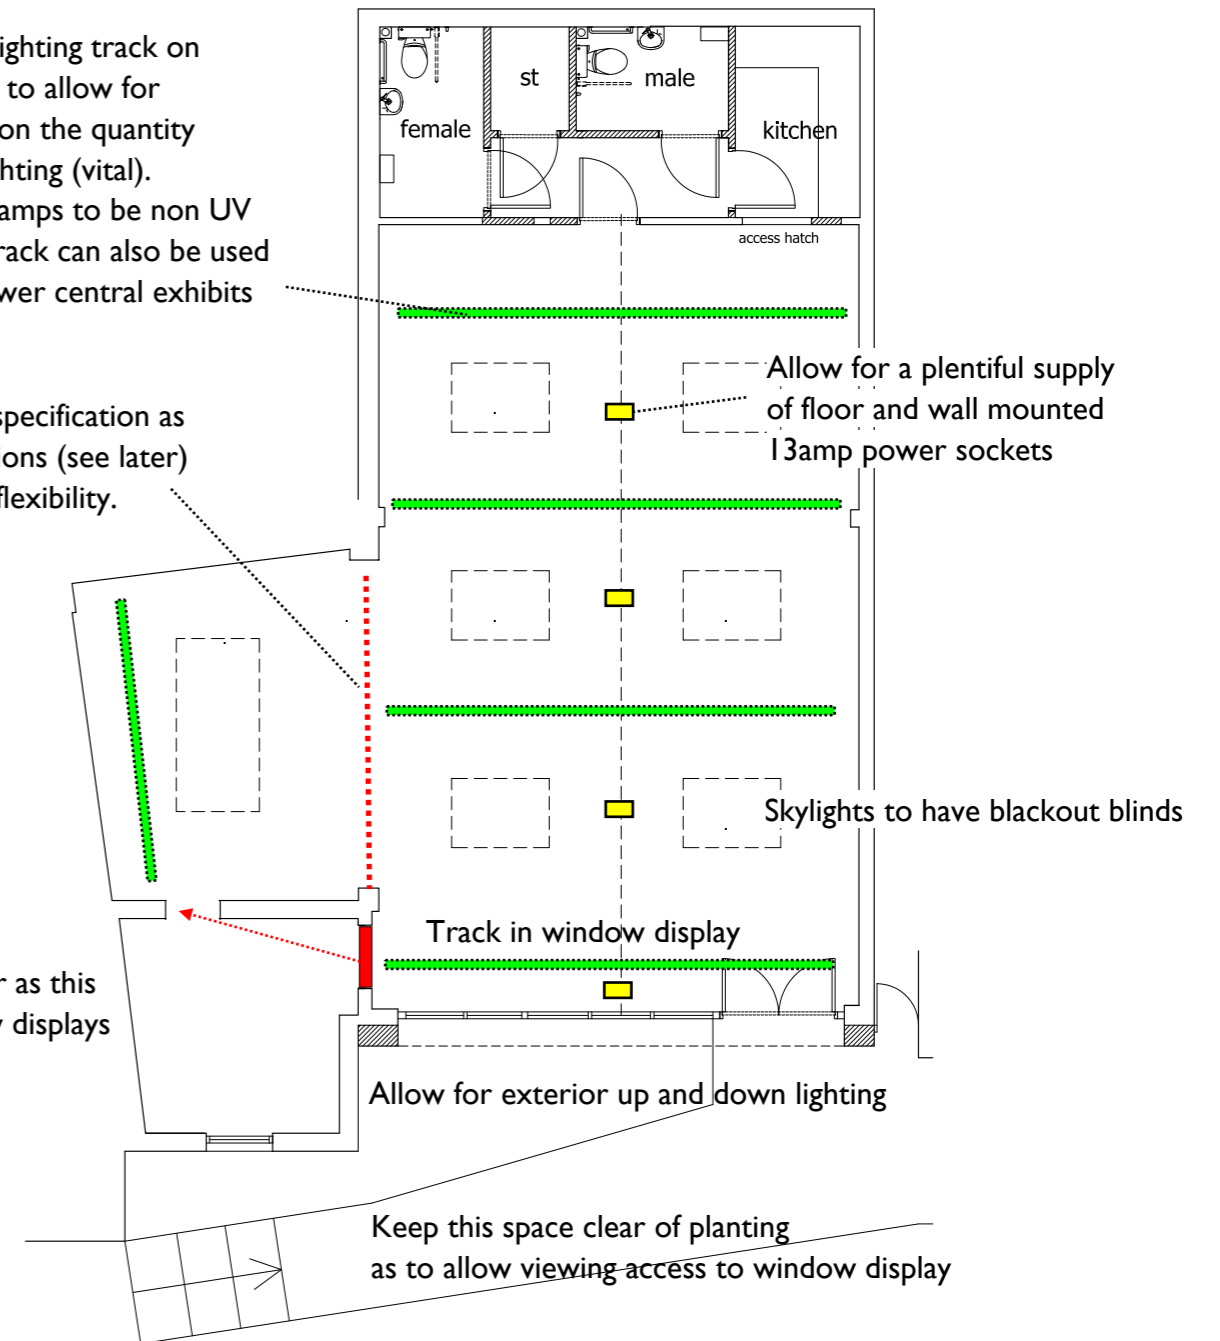 ighting track on
to allow for
on the quantity
hting (vital).
amps to be non UV
rack can also be used
wer central exhibits
female
st
male
kitchen
access hatch
Allow for a plentiful supply
of floor and wall mounted
13amp power sockets
specification as
ions (see later)
flexibility.
Skylights to have blackout blinds
Track in window display
r as this
y displays
Allow for exterior up and down lighting
Keep this space clear of planting
as to allow viewing access to window display